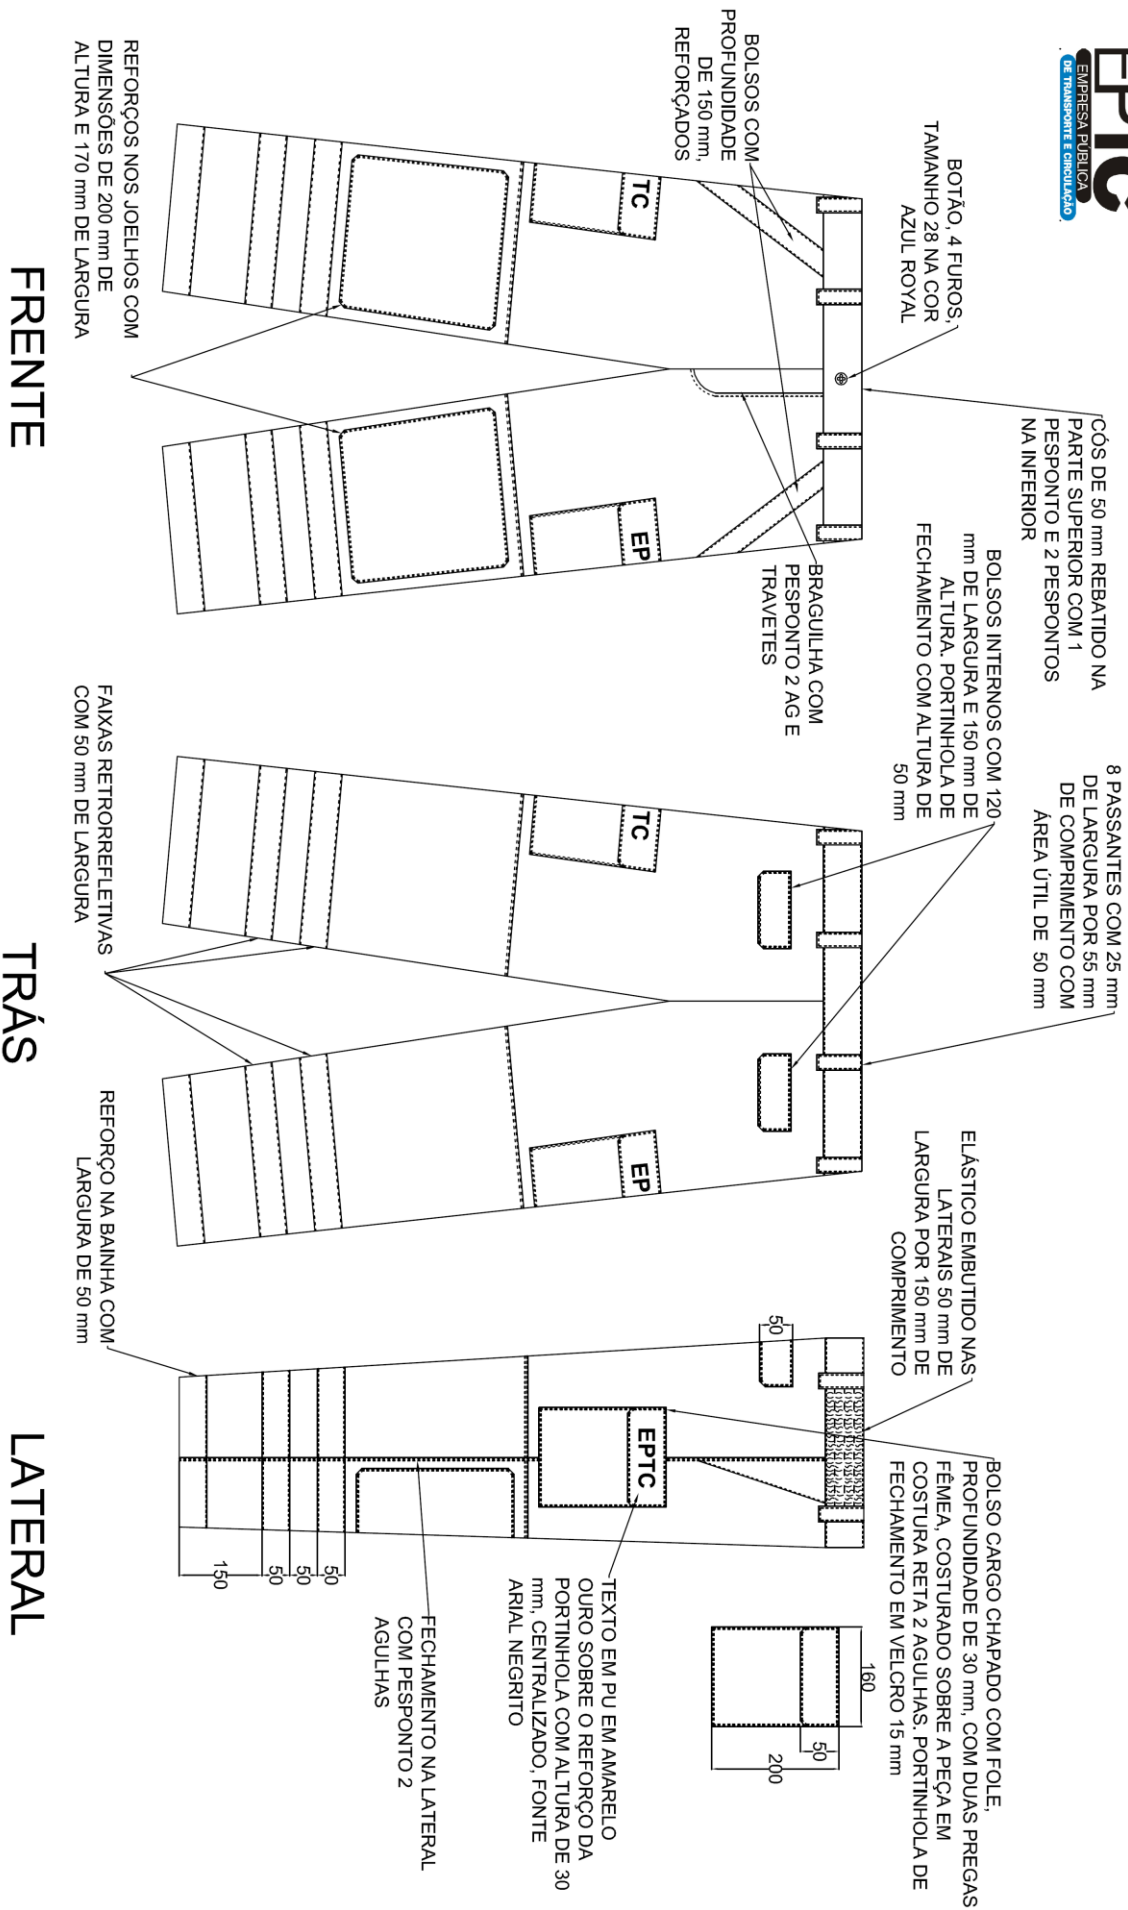 EPTC
EMPRESA PÚBLICA
DE TRANSPORTE E CIRCULAÇÃO
BOLSOS COM
PROFUNDIDADE
DE 150 mm,
REFORÇADOS
BOTÃO, 4 FUROS,
TAMANHO 28 NA COR
AZUL ROYAL
CÓS DE 50 mm REBATIDO NA
PARTE SUPERIOR COM 1
PESPONTO E 2 PESPONTOS
NA INFERIOR
BRAGUILHA COM
PESPONTO 2 AG E
TRAVETES
TC
EP
REFORÇOS NOS JOELHOS COM
DIMENSÕES DE 200 mm DE
ALTURA E 170 mm DE LARGURA
FRENTE
8 PASSANTES COM 25 mm
DE LARGURA POR 55 mm
DE COMPRIMENTO COM
ÁREA ÚTIL DE 50 mm
BOLSOS INTERNOS COM 120
mm DE LARGURA E 150 mm DE
ALTURA. PORTINHOLA DE
FECHAMENTO COM ALTURA DE
50 mm
TC
EP
FAIXAS RETRORREFLETIVAS
COM 50 mm DE LARGURA
TRÁS
ELÁSTICO EMBUTIDO NAS
LATERAIS 50 mm DE
LARGURA POR 150 mm DE
COMPRIMENTO
BOLSO CARGO CHAPADO COM FOLE,
PROFUNDIDADE DE 30 mm, COM DUAS PREGAS
FÊMEA, COSTURADO SOBRE A PEÇA EM
COSTURA RETA 2 AGULHAS. PORTINHOLA DE
FECHAMENTO EM VELCRO 15 mm
50
EPTC
160
50
200
TEXTO EM PU EM AMARELO
OURO SOBRE O REFORÇO DA
PORTINHOLA COM ALTURA DE 30
mm, CENTRALIZADO, FONTE
ARIAL NEGRITO
FECHAMENTO NA LATERAL
COM PESPONTO 2
AGULHAS
50
50
50
150
REFORÇO NA BAINHA COM
LARGURA DE 50 mm
LATERAL